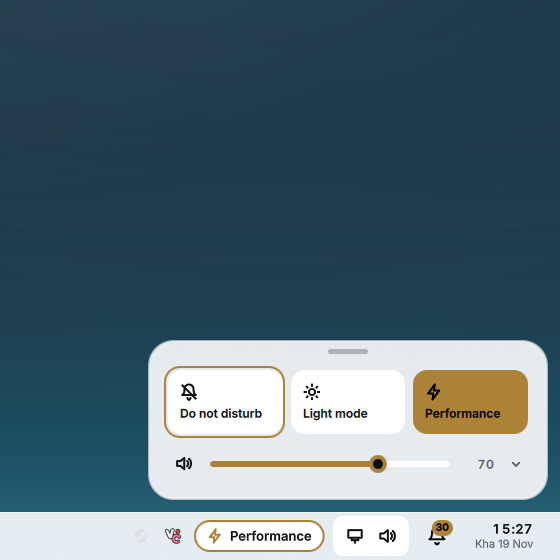 Do not disturb
Light mode
Performance
70
Performance
30
15:27
Kha 19 Nov